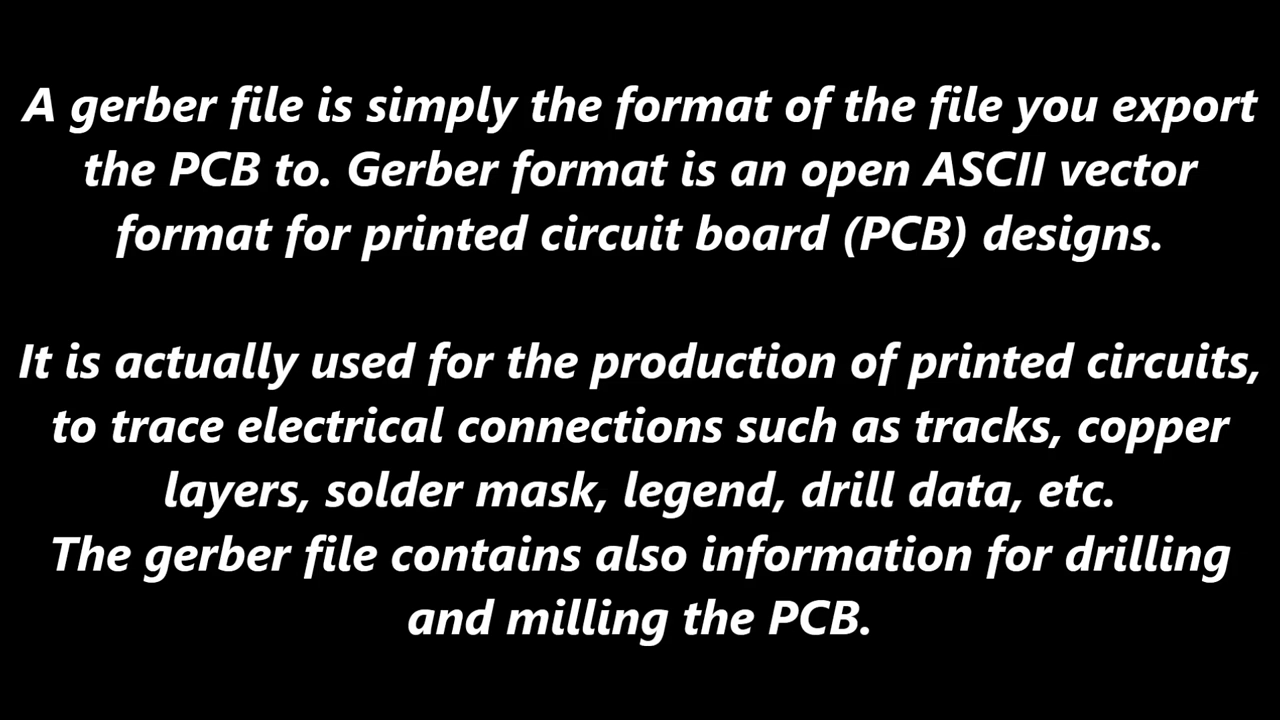 A gerber file is simply the format of the file you export
the PCB to. Gerber format is an open ASCII vector
format for printed circuit board (PCB) designs.
It is actually used for the production of printed circuits,
to trace electrical connections such as tracks, copper
layers, solder mask, legend, drill data, etc.
The gerber file contains also information for drilling
and milling the PCB.